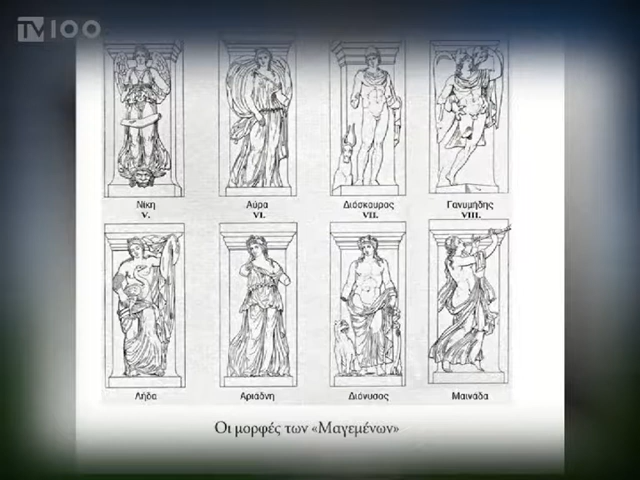 TV100
Νίκη Αύρα Διόσκουρος Γανυμήδης
V. VI. VII. VIII.
Λήδα Αριάδνη Διόνυσος Μαινάδα
Οι μορφές των «Μαγεμένων»